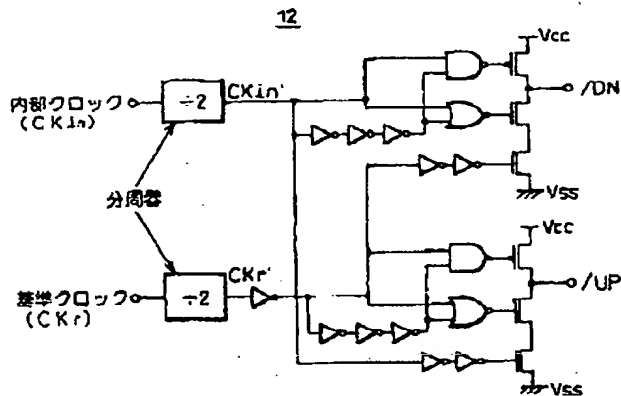 12
Vcc
÷2
CKin'
内部クロック
(CKin)
/DN
分周器
Vss
Vcc
÷2
CKr'
基準クロック
(CKr)
/UP
Vss